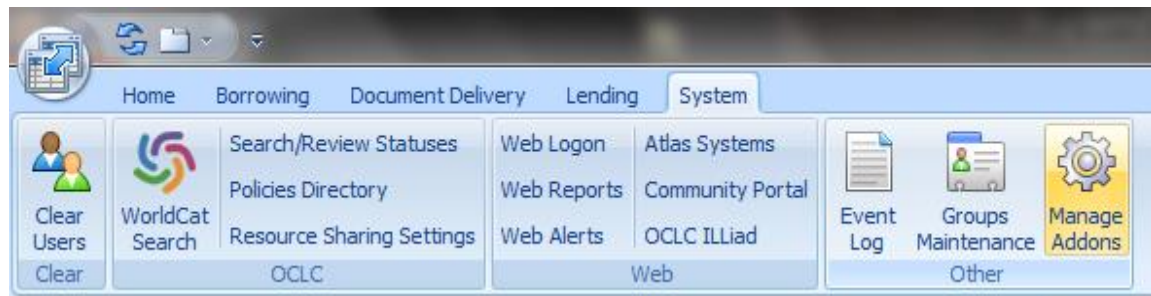 Home Borrowing Document Delivery Lending System
Clear
Users
Clear
WorldCat
Search
Search/Review Statuses
Policies Directory
Resource Sharing Settings
OCLC
Web Logon
Web Reports
Web Alerts
Atlas Systems
Community Portal
OCLC ILLiad
Web
Event
Log
Groups
Maintenance
Manage
Addons
Other